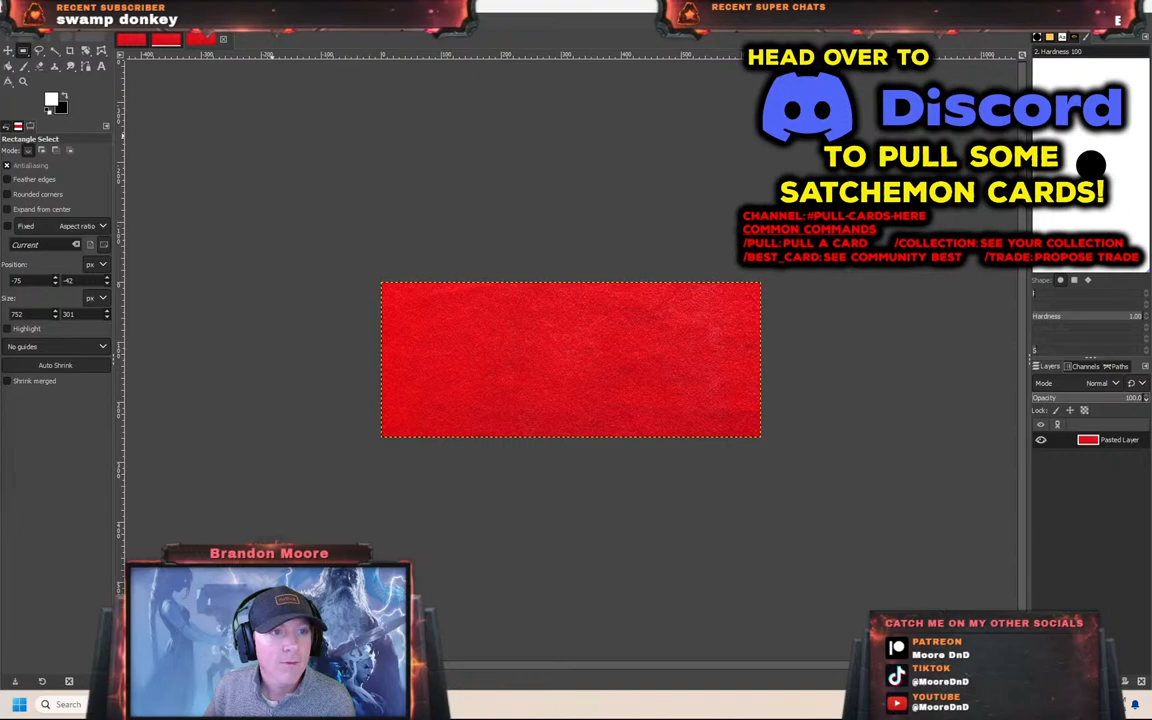 RECENT SUBSCRIBER
swamp donkey
RECENT SUPER CHATS
E
HEAD OVER TO
Discord
TO PULL SOME
SATCHEMON CARDS!
CHANNEL: #PULL-CARDS-HERE
COMMON COMMANDS
/PULL: PULL A CARD /COLLECTION: SEE YOUR COLLECTION
/BEST_CARD: SEE COMMUNITY BEST /TRADE: PROPOSE TRADE
2. Hardness 100
Rectangle Select
Mode:
Antialiasing
Feather edges
Rounded corners
Expand from center
Fixed Aspect ratio
Current
Position: px
-75 -42
Size: px
752 301
Highlight
No guides
Auto Shrink
Shrink merged
Shape:
Hardness 1.00
Layers Channels Paths
Mode Normal
Opacity 100.0
Lock:
Pasted Layer
Brandon Moore
CATCH ME ON MY OTHER SOCIALS
PATREON
Moore DnD
TIKTOK
@MooreDnD
YOUTUBE
@MooreDnD
Search